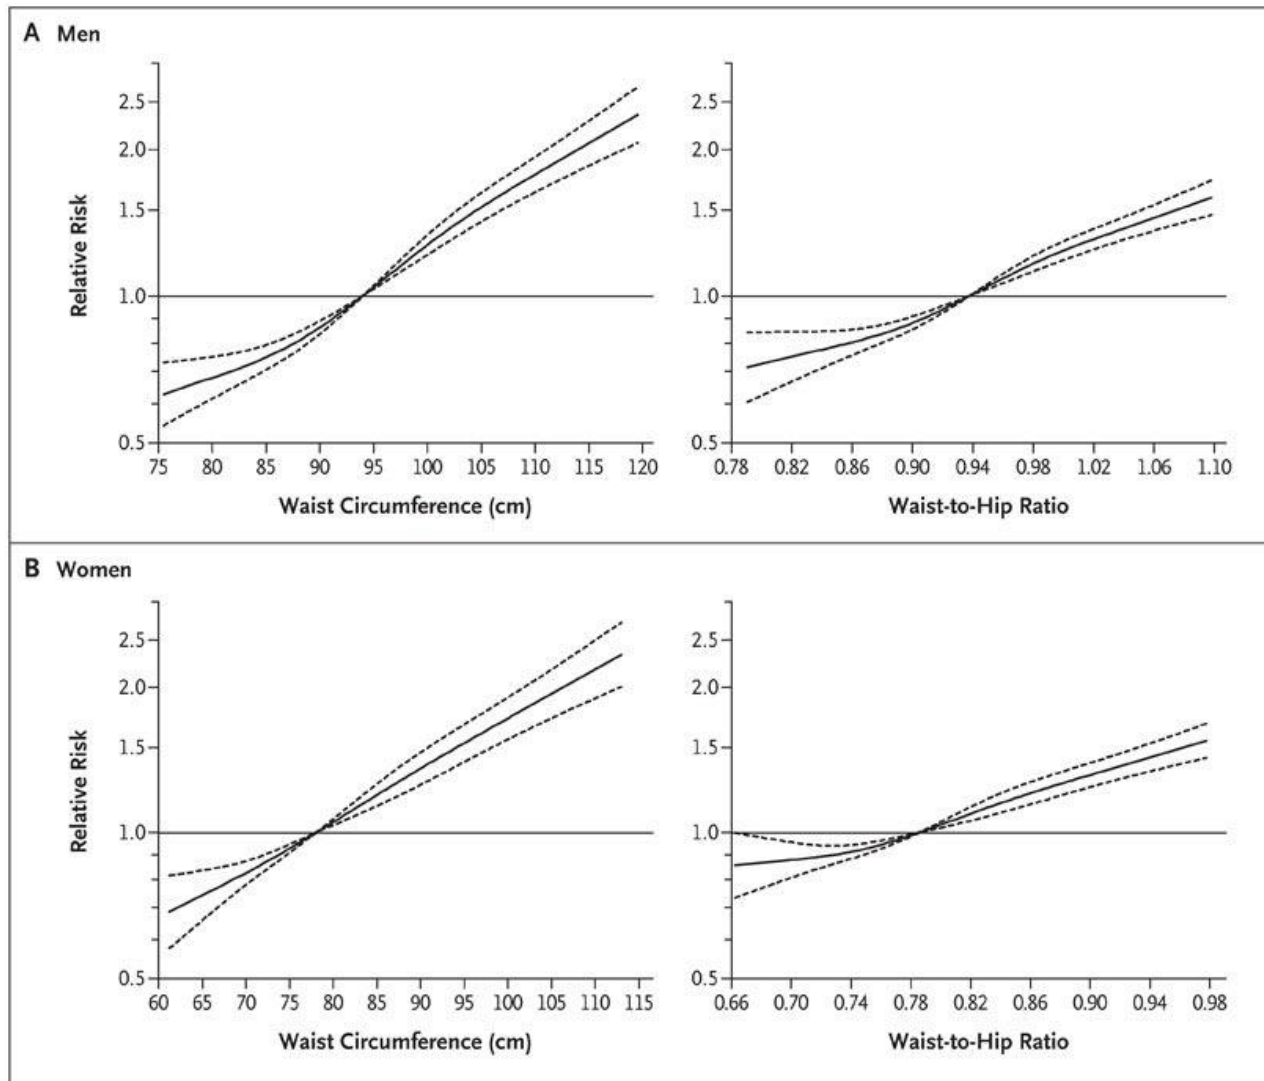 A Men
2.5
2.0
1.5
1.0
0.5
Relative Risk
75 80 85 90 95 100 105 110 115 120
Waist Circumference (cm)
2.5
2.0
1.5
1.0
0.5
0.78 0.82 0.86 0.90 0.94 0.98 1.02 1.06 1.10
Waist-to-Hip Ratio
B Women
2.5
2.0
1.5
1.0
0.5
Relative Risk
60 65 70 75 80 85 90 95 100 105 110 115
Waist Circumference (cm)
2.5
2.0
1.5
1.0
0.5
0.66 0.70 0.74 0.78 0.82 0.86 0.90 0.94 0.98
Waist-to-Hip Ratio